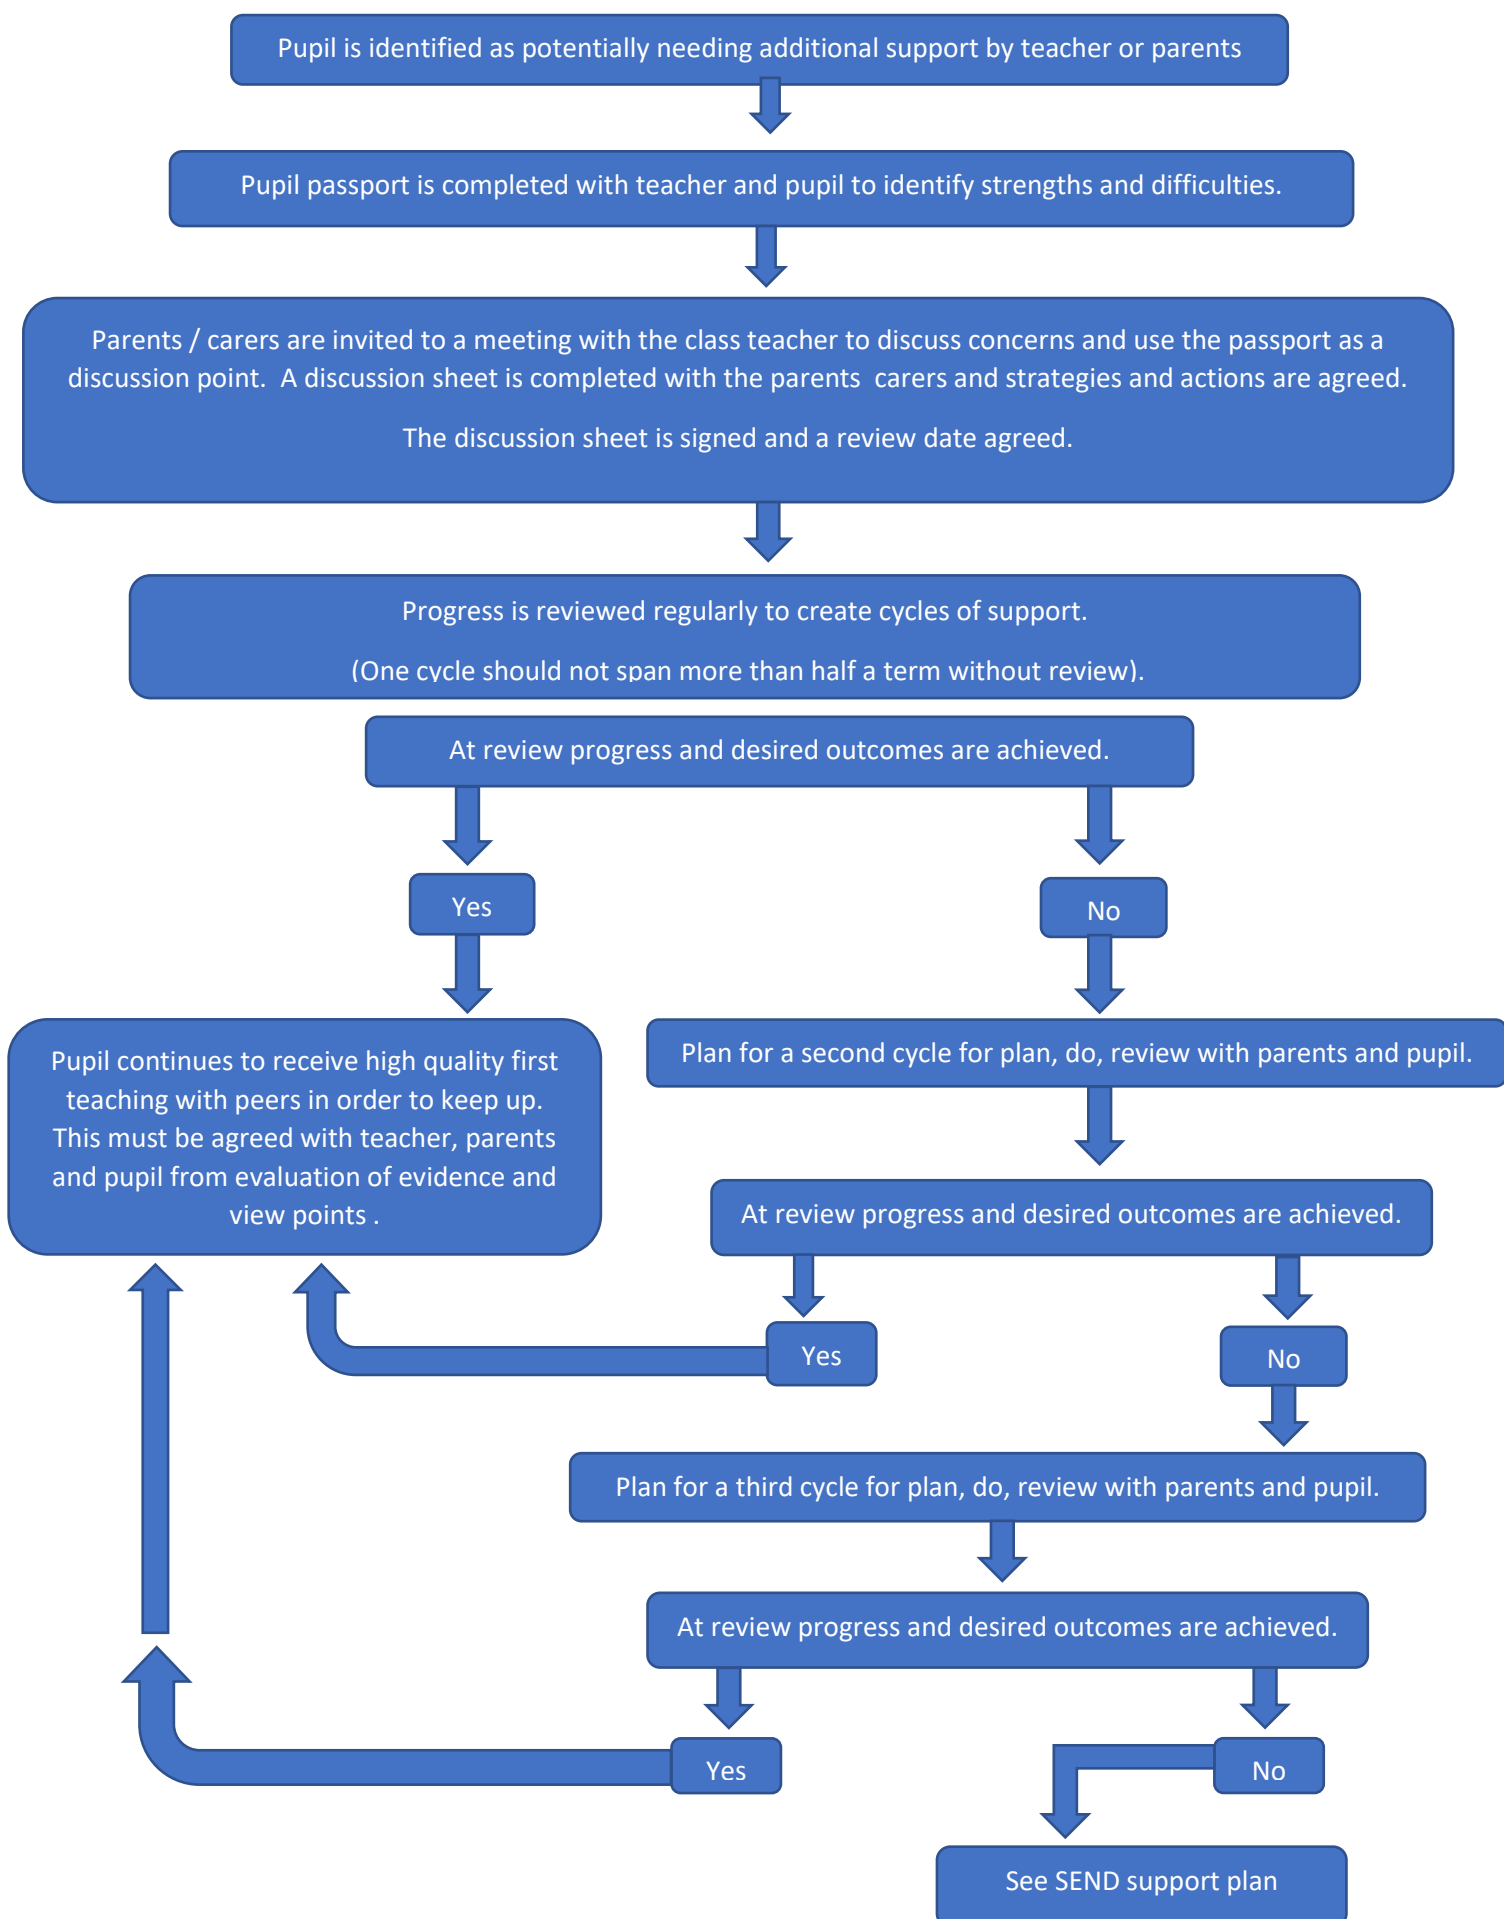 Pupil is identified as potentially needing additional support by teacher or parents
Pupil passport is completed with teacher and pupil to identify strengths and difficulties.
Parents / carers are invited to a meeting with the class teacher to discuss concerns and use the passport as a
discussion point.  A discussion sheet is completed with the parents  carers and strategies and actions are agreed.
The discussion sheet is signed and a review date agreed.
Progress is reviewed regularly to create cycles of support.
(One cycle should not span more than half a term without review).
At review progress and desired outcomes are achieved.
Yes
No
Pupil continues to receive high quality first
teaching with peers in order to keep up.
This must be agreed with teacher, parents
and pupil from evaluation of evidence and
view points .
Plan for a second cycle for plan, do, review with parents and pupil.
At review progress and desired outcomes are achieved.
Yes
No
Plan for a third cycle for plan, do, review with parents and pupil.
At review progress and desired outcomes are achieved.
Yes
No
See SEND support plan